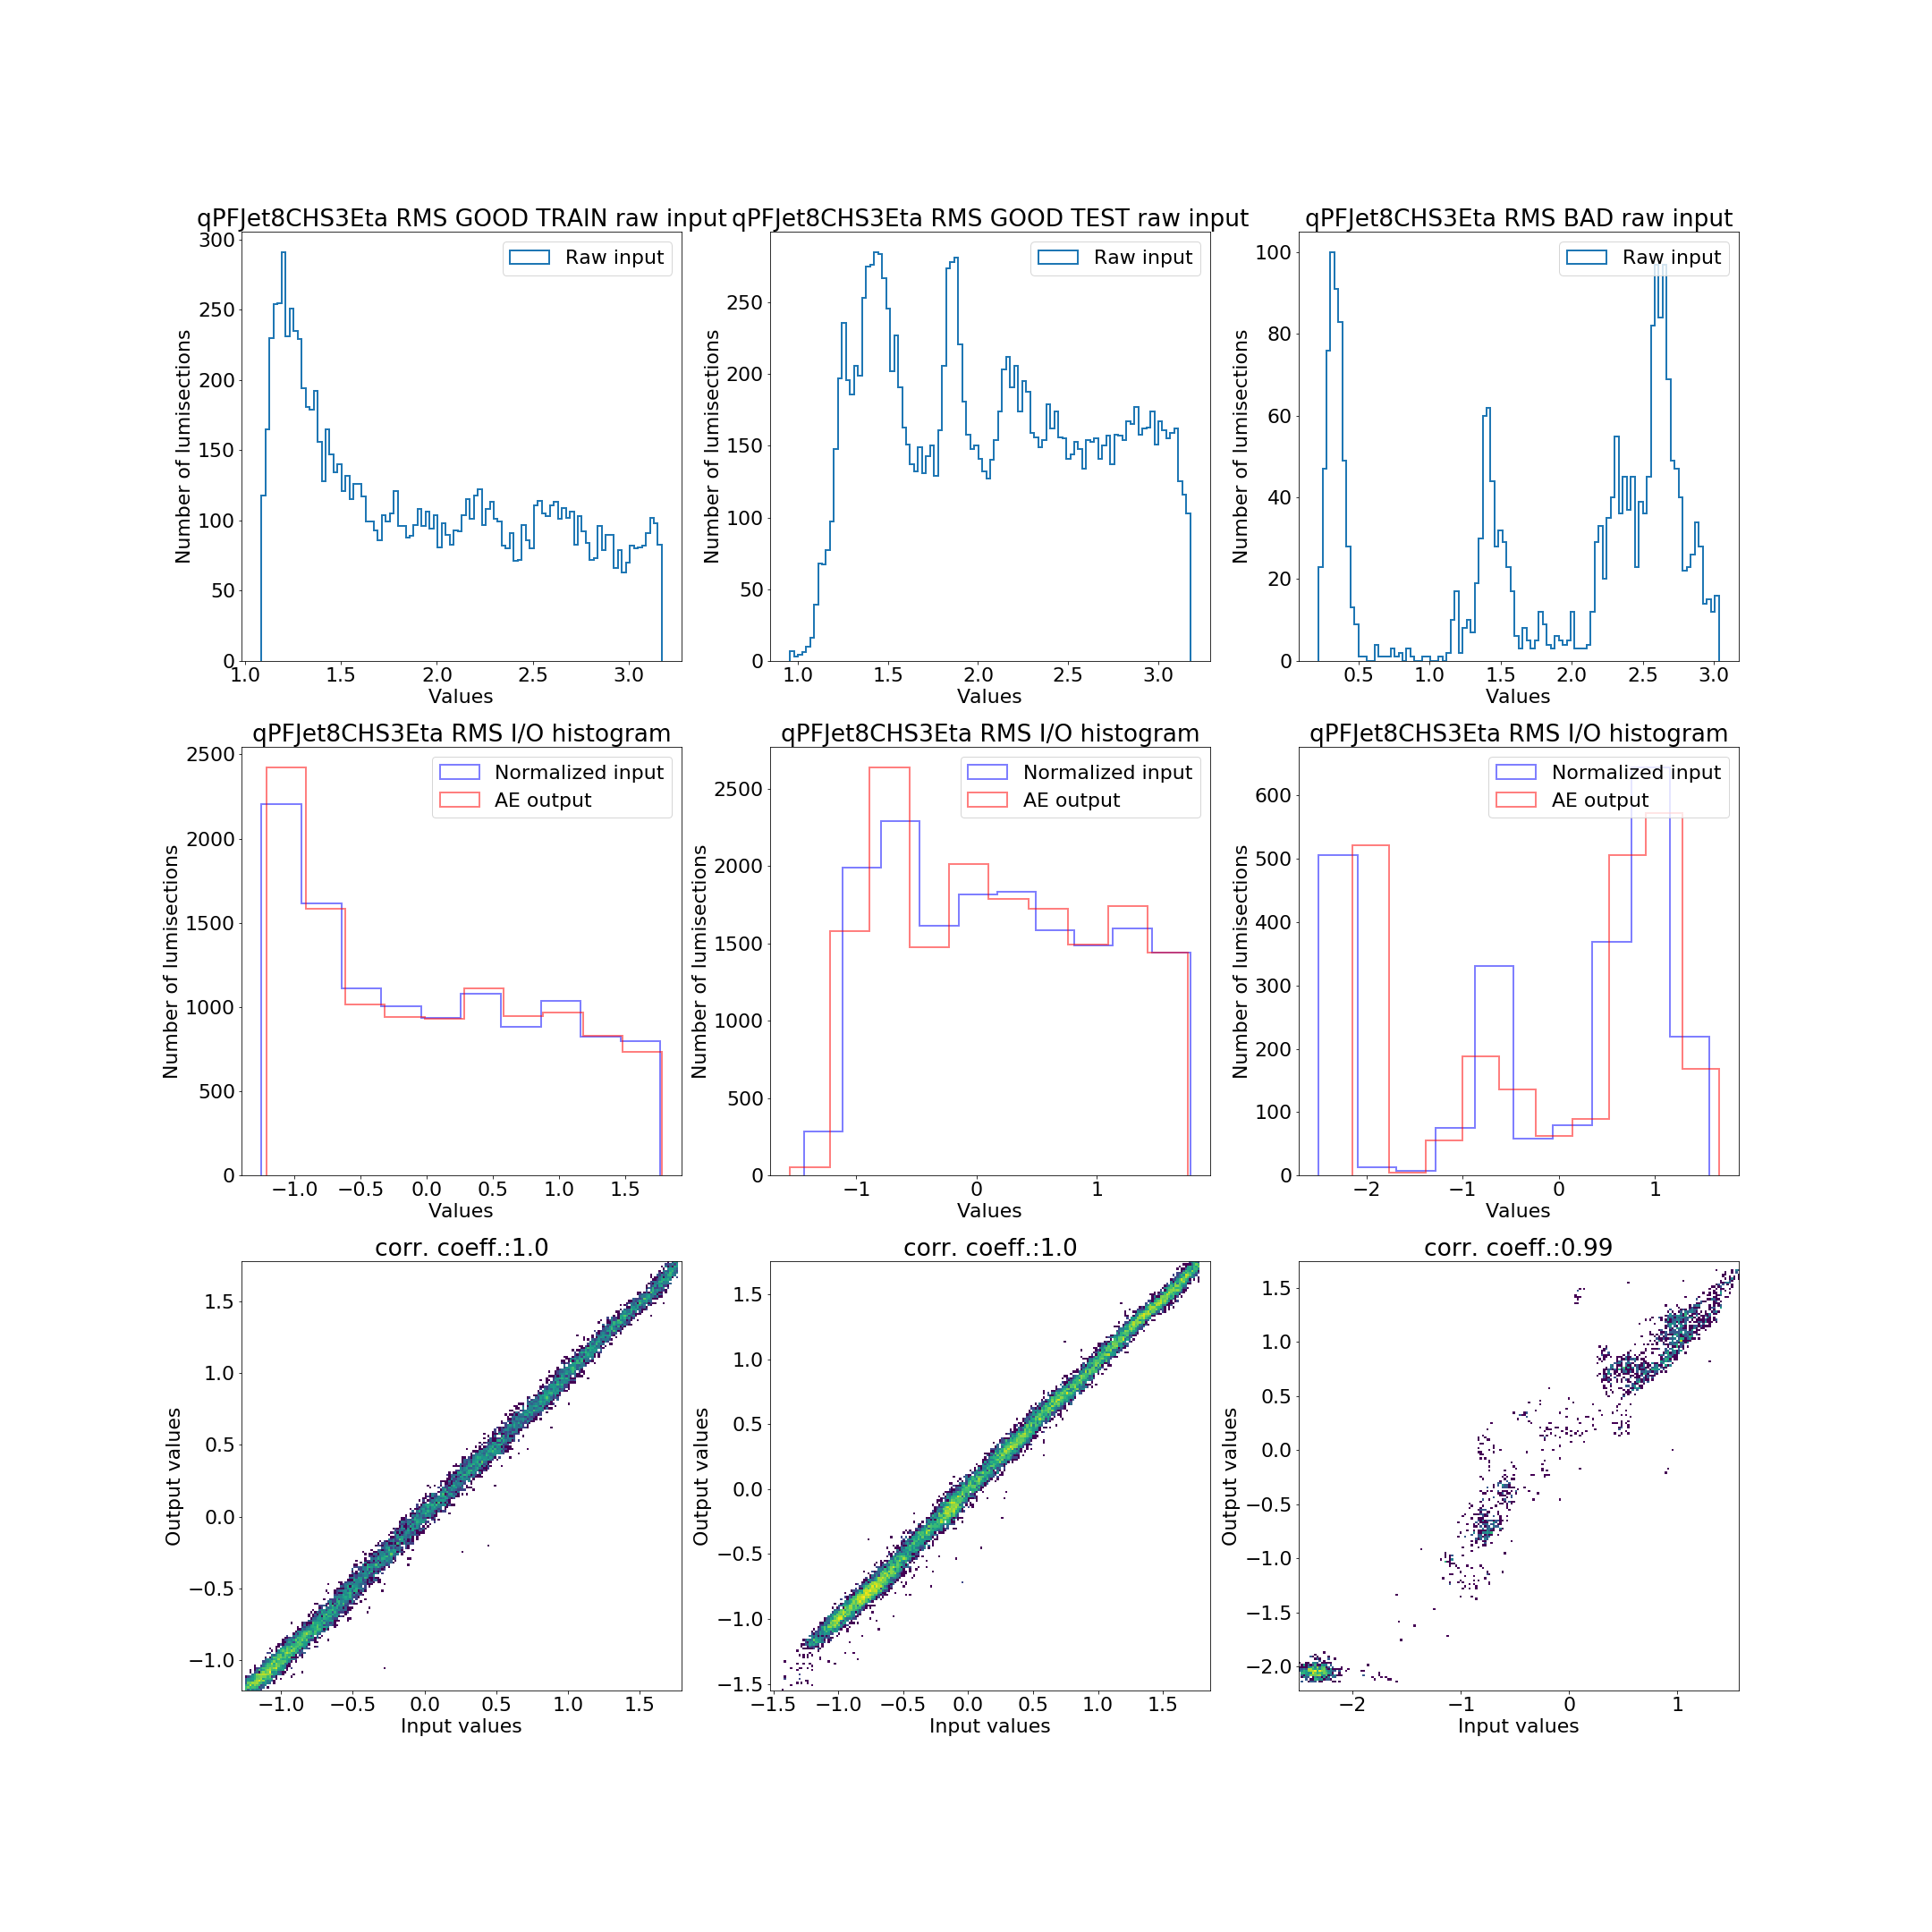 qPFJet8CHS3Eta RMS GOOD TRAIN raw input
300
250
200
150
100
50
0
Number of lumisections
Raw input
1.0 1.5 2.0 2.5 3.0
Values
qPFJet8CHS3Eta RMS GOOD TEST raw input
250
200
150
100
50
0
Number of lumisections
Raw input
1.0 1.5 2.0 2.5 3.0
Values
qPFJet8CHS3Eta RMS BAD raw input
100
80
60
40
20
0
Number of lumisections
Raw input
0.5 1.0 1.5 2.0 2.5 3.0
Values
qPFJet8CHS3Eta RMS I/O histogram
2500
2000
1500
1000
500
0
Number of lumisections
Normalized input
AE output
−1.0 −0.5 0.0 0.5 1.0 1.5
Values
qPFJet8CHS3Eta RMS I/O histogram
2500
2000
1500
1000
500
0
Number of lumisections
Normalized input
AE output
−1 0 1
Values
qPFJet8CHS3Eta RMS I/O histogram
600
500
400
300
200
100
0
Number of lumisections
Normalized input
AE output
−2 −1 0 1
Values
corr. coeff.:1.0
1.5
1.0
0.5
0.0
−0.5
−1.0
Output values
−1.0 −0.5 0.0 0.5 1.0 1.5
Input values
corr. coeff.:1.0
1.5
1.0
0.5
0.0
−0.5
−1.0
−1.5
Output values
−1.5 −1.0 −0.5 0.0 0.5 1.0 1.5
Input values
corr. coeff.:0.99
1.5
1.0
0.5
0.0
−0.5
−1.0
−1.5
−2.0
Output values
−2 −1 0 1
Input values